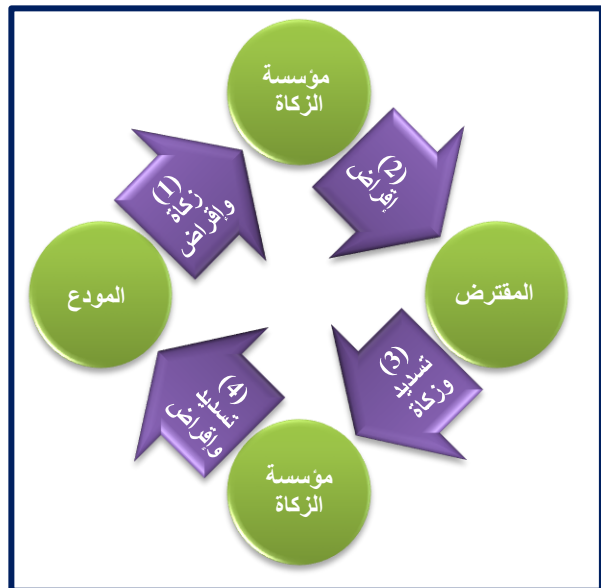 مؤسسة
الزكاة
(1)
زكاة
وإقراض
(2)
إقراض
المودع
المقترض
(3)
تسديد
وزكاة
(4)
تسديد
وإقراض
مؤسسة
الزكاة